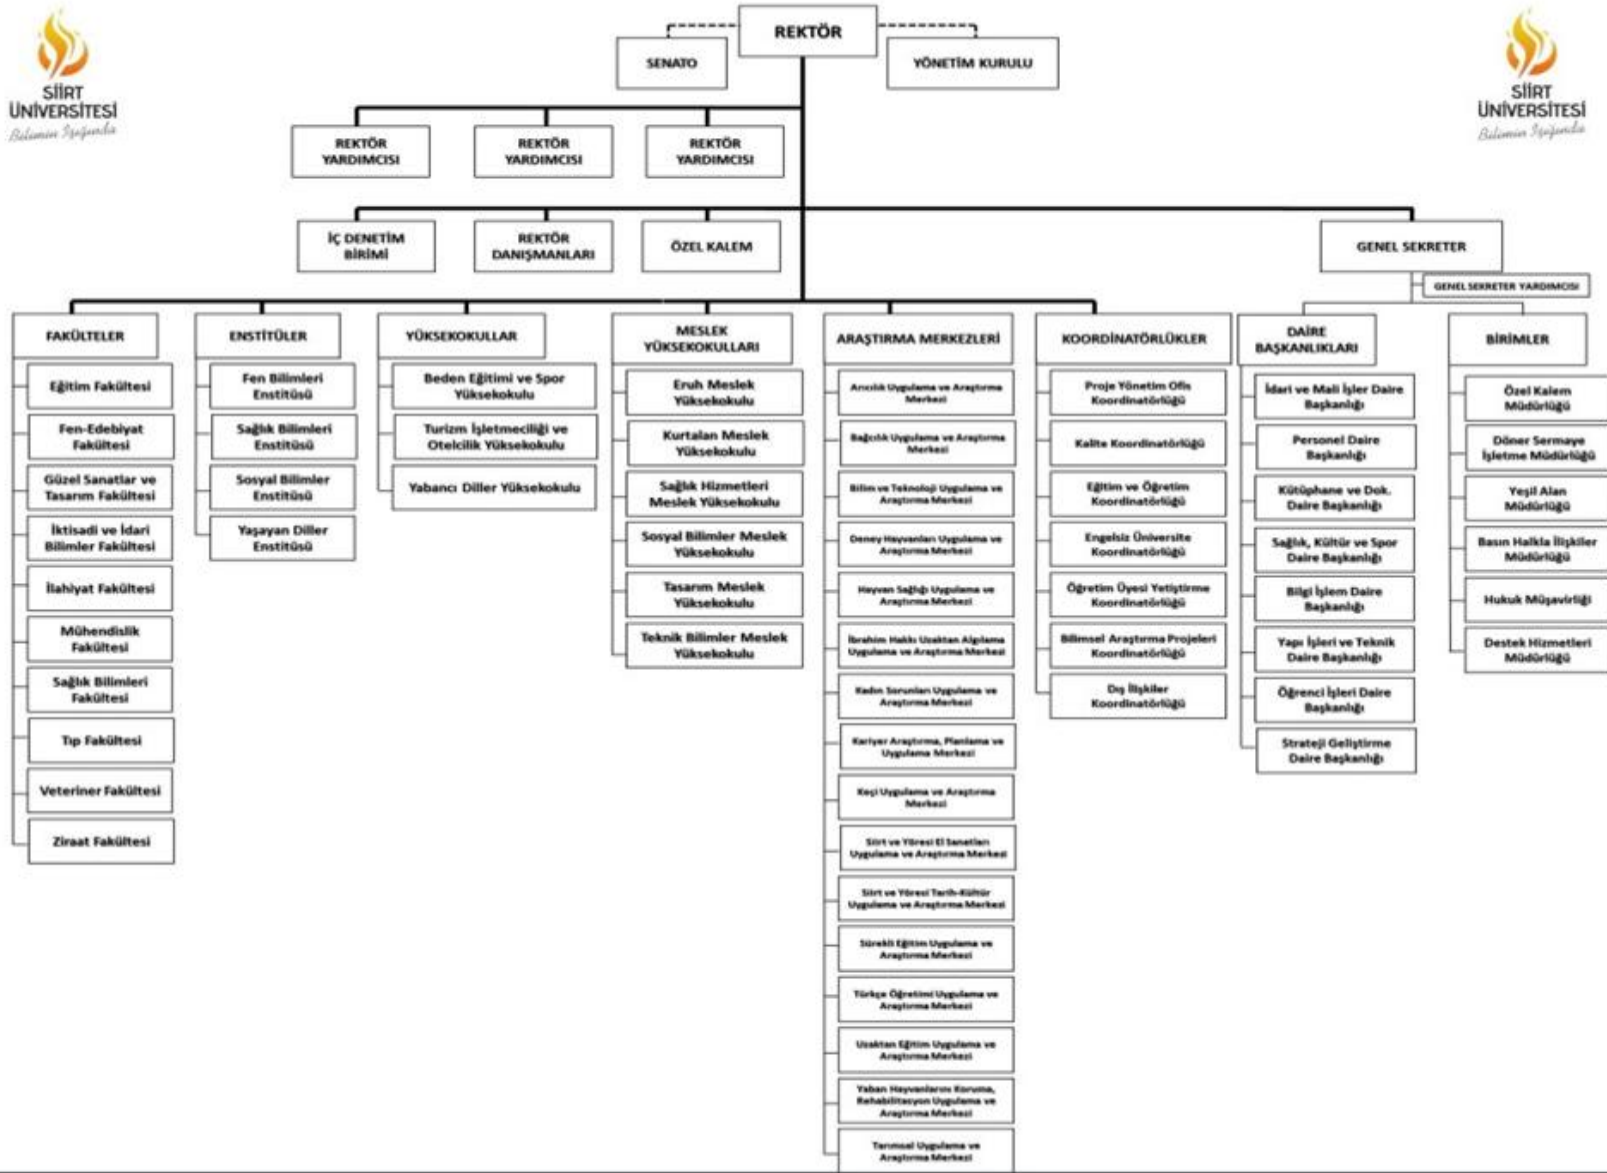 SİİRT
ÜNİVERSİTESİ
Bilimin Işığında
REKTÖR
SENATO
YÖNETİM KURULU
SİİRT
ÜNİVERSİTESİ
Bilimin Işığında
REKTÖR
YARDIMCISI
REKTÖR
YARDIMCISI
REKTÖR
YARDIMCISI
İÇ DENETİM
BİRİMİ
REKTÖR
DANIŞMANLARI
ÖZEL KALEM
GENEL SEKRETER
GENEL SEKRETER YARDIMCISI
FAKÜLTELER
Eğitim Fakültesi
Fen-Edebiyat
Fakültesi
Güzel Sanatlar ve
Tasarım Fakültesi
İktisadi ve İdari
Bilimler Fakültesi
İlahiyat Fakültesi
Mühendislik
Fakültesi
Sağlık Bilimleri
Fakültesi
Tıp Fakültesi
Veteriner Fakültesi
Ziraat Fakültesi
ENSTİTÜLER
Fen Bilimleri
Enstitüsü
Sağlık Bilimleri
Enstitüsü
Sosyal Bilimler
Enstitüsü
Yaşayan Diller
Enstitüsü
YÜKSEKOKULLAR
Beden Eğitimi ve Spor
Yüksekokulu
Turizm İşletmeciliği ve
Otelcilik Yüksekokulu
Yabancı Diller Yüksekokulu
MESLEK
YÜKSEKOKULLARI
Eruh Meslek
Yüksekokulu
Kurtalan Meslek
Yüksekokulu
Sağlık Hizmetleri
Meslek Yüksekokulu
Sosyal Bilimler Meslek
Yüksekokulu
Tasarım Meslek
Yüksekokulu
Teknik Bilimler Meslek
Yüksekokulu
ARAŞTIRMA MERKEZLERİ
Arıcılık Uygulama ve Araştırma
Merkezi
Bağcılık Uygulama ve Araştırma
Merkezi
Bilim ve Teknoloji Uygulama ve
Araştırma Merkezi
Deney Hayvanları Uygulama ve
Araştırma Merkezi
Hayvan Sağlığı Uygulama ve
Araştırma Merkezi
İbrahim Hakkı Uzaktan Algılama
Uygulama ve Araştırma Merkezi
Kadın Sorunları Uygulama ve
Araştırma Merkezi
Kariyer Araştırma, Planlama ve
Uygulama Merkezi
Keçi Uygulama ve Araştırma
Merkezi
Siirt ve Yöresi El Sanatları
Uygulama ve Araştırma Merkezi
Siirt ve Yöresi Tarih-Kültür
Uygulama ve Araştırma Merkezi
Sürekli Eğitim Uygulama ve
Araştırma Merkezi
Türkçe Öğretimi Uygulama ve
Araştırma Merkezi
Uzaktan Eğitim Uygulama ve
Araştırma Merkezi
Yaban Hayvanlarını Koruma,
Rehabilitasyon Uygulama ve
Araştırma Merkezi
Tarımsal Uygulama ve
Araştırma Merkezi
KOORDİNATÖRLÜKLER
Proje Yönetim Ofis
Koordinatörlüğü
Kalite Koordinatörlüğü
Eğitim ve Öğretim
Koordinatörlüğü
Engelsiz Üniversite
Koordinatörlüğü
Öğretim Üyesi Yetiştirme
Koordinatörlüğü
Bilimsel Araştırma Projeleri
Koordinatörlüğü
Dış İlişkiler
Koordinatörlüğü
DAİRE
BAŞKANLIKLARI
İdari ve Mali İşler Daire
Başkanlığı
Personel Daire
Başkanlığı
Kütüphane ve Dok.
Daire Başkanlığı
Sağlık, Kültür ve Spor
Daire Başkanlığı
Bilgi İşlem Daire
Başkanlığı
Yapı İşleri ve Teknik
Daire Başkanlığı
Öğrenci İşleri Daire
Başkanlığı
Strateji Geliştirme
Daire Başkanlığı
BİRİMLER
Özel Kalem
Müdürlüğü
Döner Sermaye
İşletme Müdürlüğü
Yeşil Alan
Müdürlüğü
Basın Halkla İlişkiler
Müdürlüğü
Hukuk Müşavirliği
Destek Hizmetleri
Müdürlüğü